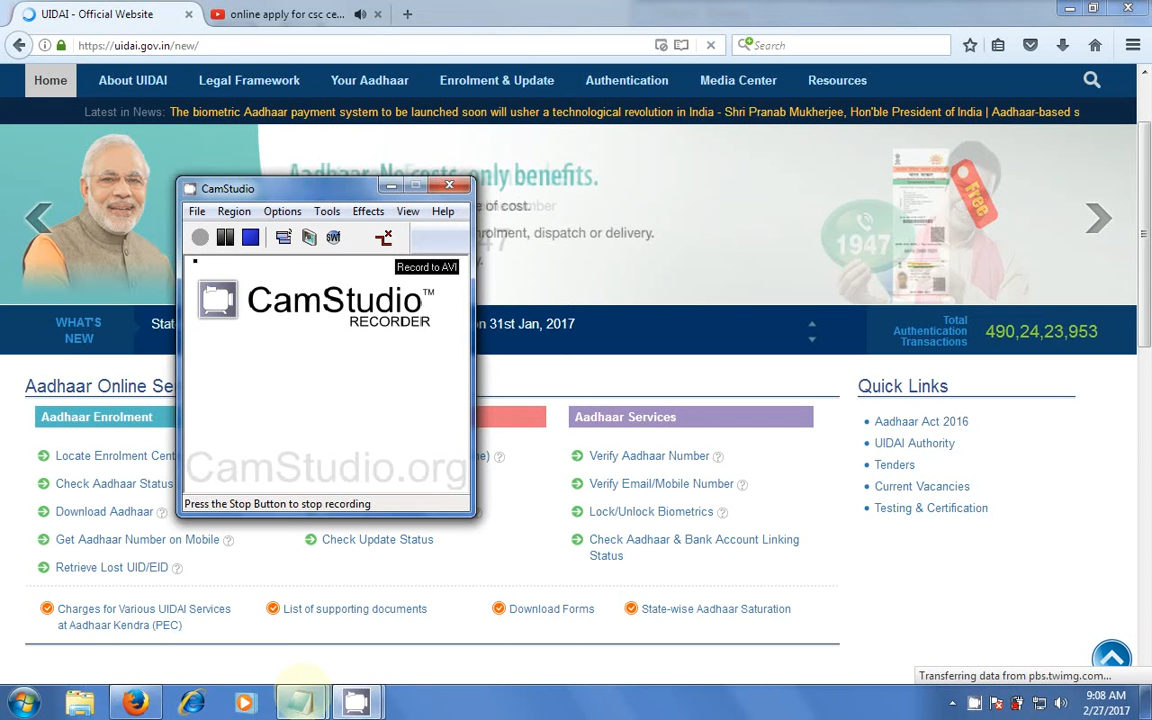 UIDAI - Official Website
online apply for csc ce...
https://uidai.gov.in/new/
Search
Home
About UIDAI
Legal Framework
Your Aadhaar
Enrolment & Update
Authentication
Media Center
Resources
Latest in News: The biometric Aadhaar payment system to be launched soon will usher a technological revolution in India - Shri Pranab Mukherjee, Hon'ble President of India | Aadhaar-based s
only benefits.
e of cost.
nrolment, dispatch or delivery.
1947
Free
CamStudio
File Region Options Tools Effects View Help
Record to AVI
CamStudio™
RECORDER
CamStudio.org
Press the Stop Button to stop recording
WHAT'S
NEW
n 31st Jan, 2017
Total
Authentication
Transactions
490,24,23,953
Aadhaar Online Se
Quick Links
Aadhaar Enrolment
Aadhaar Services
Locate Enrolment Cent
Check Aadhaar Status
Download Aadhaar
Get Aadhaar Number on Mobile
Retrieve Lost UID/EID
e)
Check Update Status
Verify Aadhaar Number
Verify Email/Mobile Number
Lock/Unlock Biometrics
Check Aadhaar & Bank Account Linking
Status
Aadhaar Act 2016
UIDAI Authority
Tenders
Current Vacancies
Testing & Certification
Charges for Various UIDAI Services
at Aadhaar Kendra (PEC)
List of supporting documents
Download Forms
State-wise Aadhaar Saturation
Transferring data from pbs.twimg.com...
9:08 AM
2/27/2017